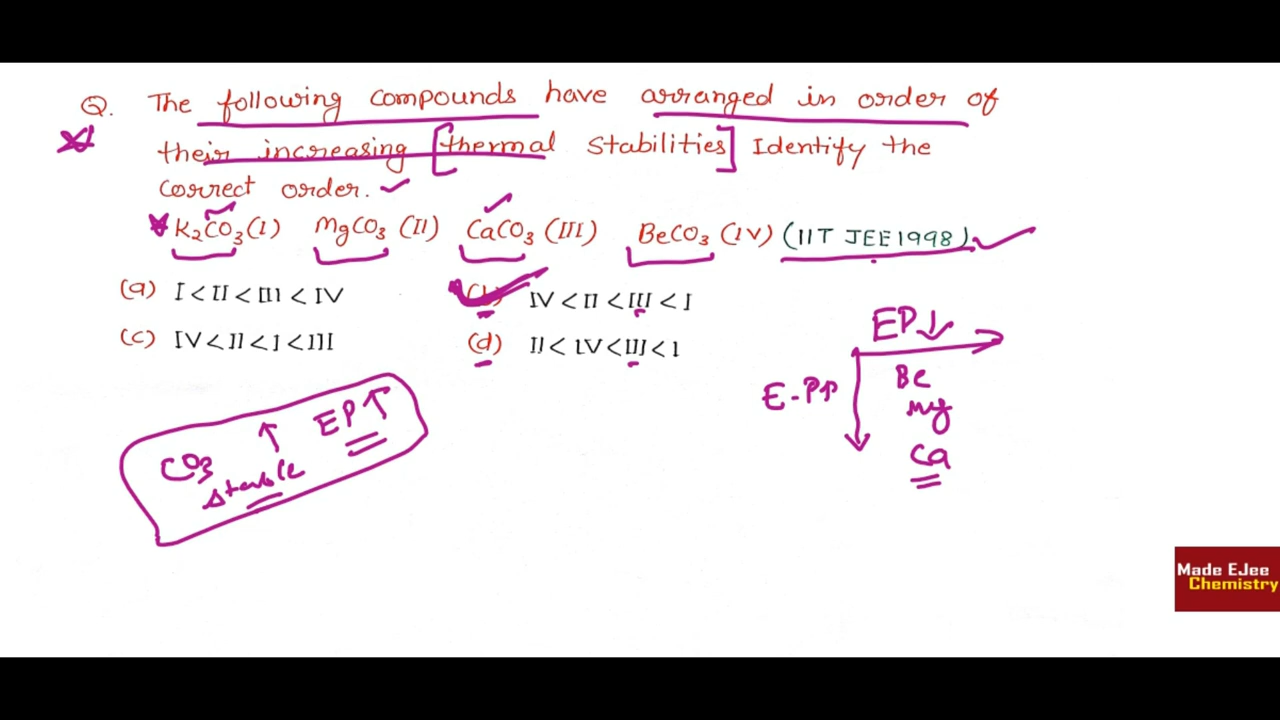 Q. The following compounds have arranged in order of
their increasing [thermal Stabilities] Identify the
correct order.
K₂CO₃(I) MgCO₃ (II) CaCO₃ (III) BeCO₃ (IV) (IIT JEE1998)
(a) I < II < III < IV (b) IV < II < III < I
(c) IV < II < I < III (d) II < IV < III < I
EP↓
E-P↑
Be
Mg
Ca
CO₃ stable ↑ EP↑
Made EJee
Chemistry